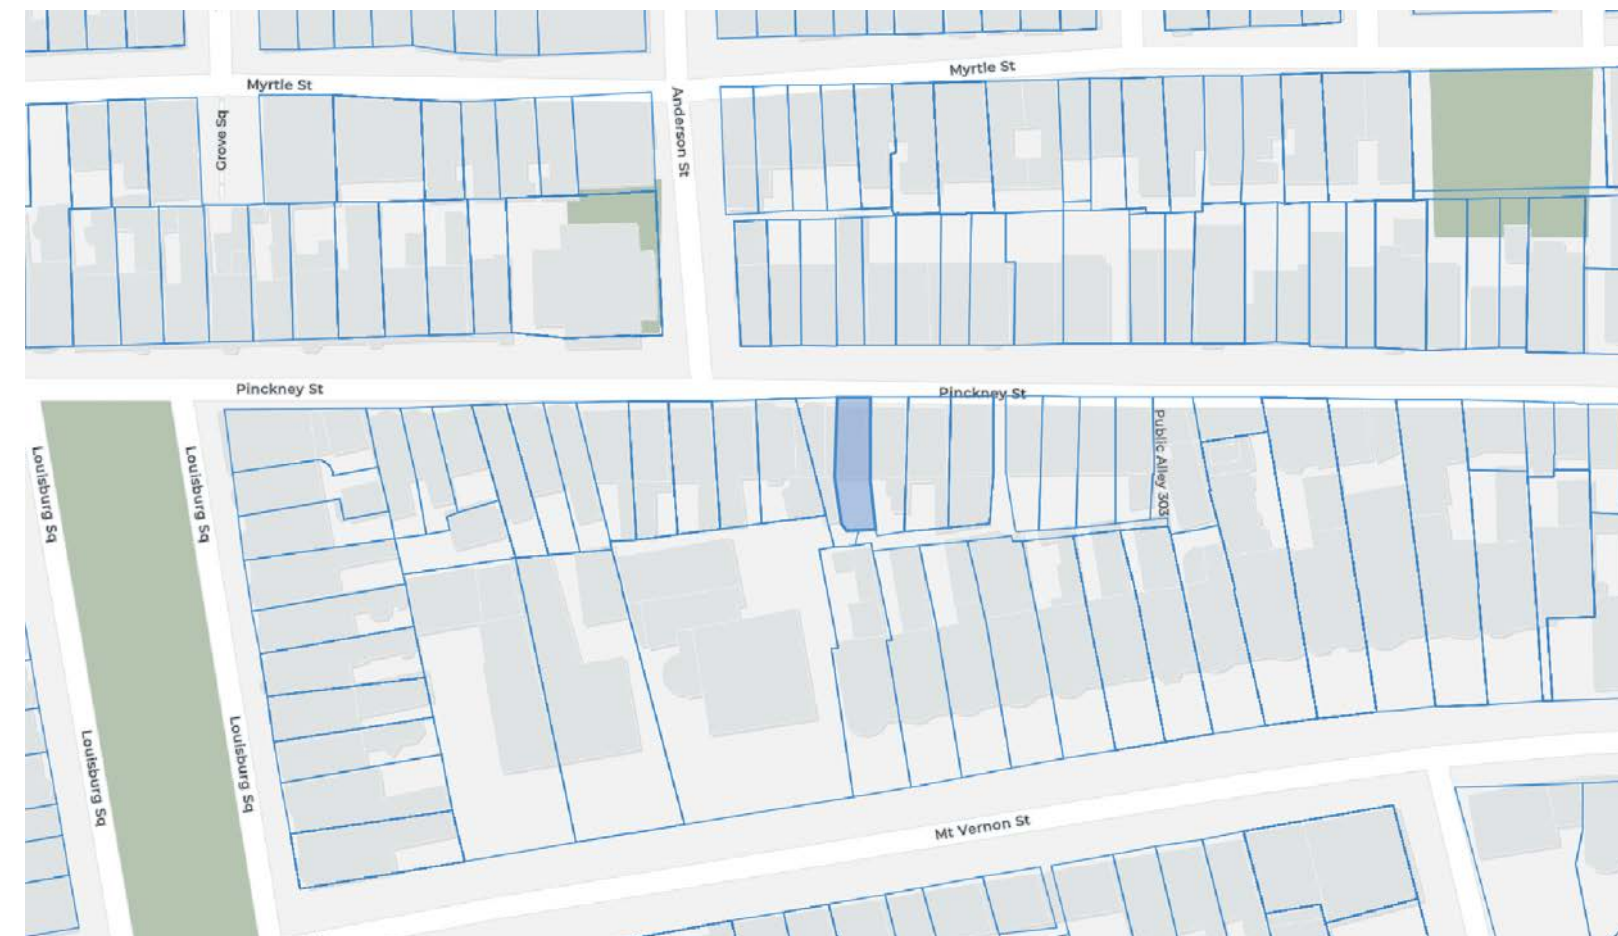 Myrtle St
Myrtle St
Grove Sq
Anderson St
Pinckney St
Pinckney St
Public Alley 303
Louisburg Sq
Louisburg Sq
Louisburg Sq
Louisburg Sq
Mt Vernon St